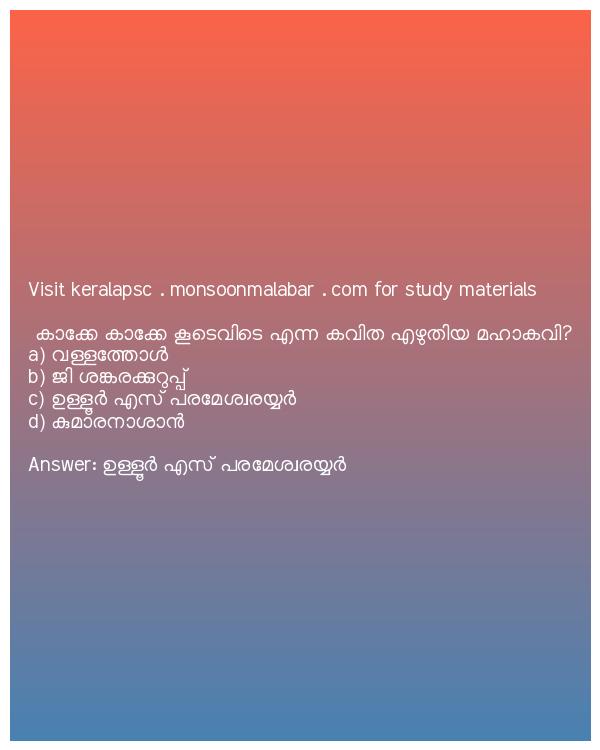 Visit keralapsc .monsoonmalabar .com for study materials
കാക്കേ കാക്കേ കൂടെവിടെ എന്ന കവിത എഴുതിയ മഹാകവി?
a) വള്ളത്തോൾ
b) ജി ശങ്കരക്കുറുപ്പ്
c) ഉള്ളൂർ എസ് പരമേശ്വരയ്യർ
d) കുമാരനാശാൻ
Answer: ഉള്ളൂർ എസ് പരമേശ്വരയ്യർ